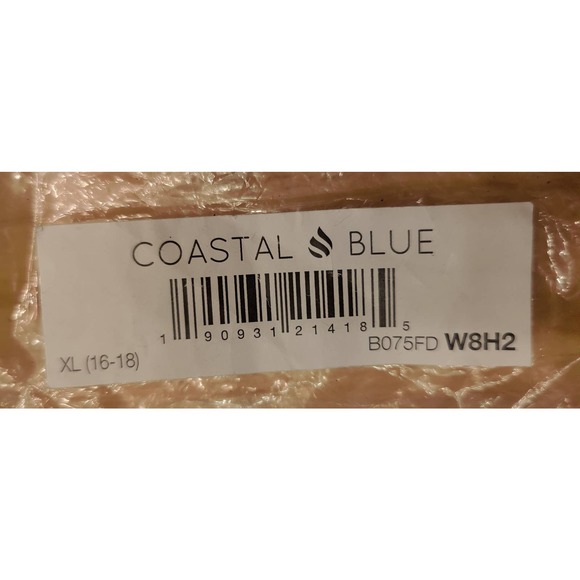 COASTAL BLUE
1 90931 21418 5
XL (16-18)
B075FD W8H2